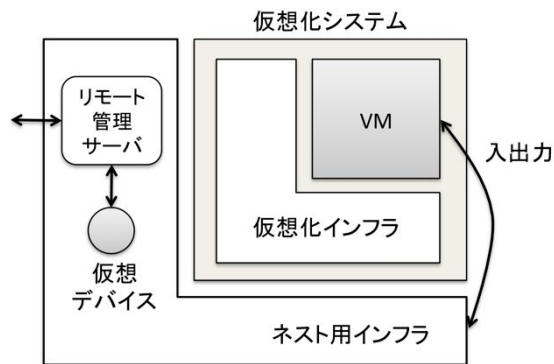 仮想化システム
リモート
管理
サーバ
VM
入出力
仮想化インフラ
仮想
デバイス
ネスト用インフラ